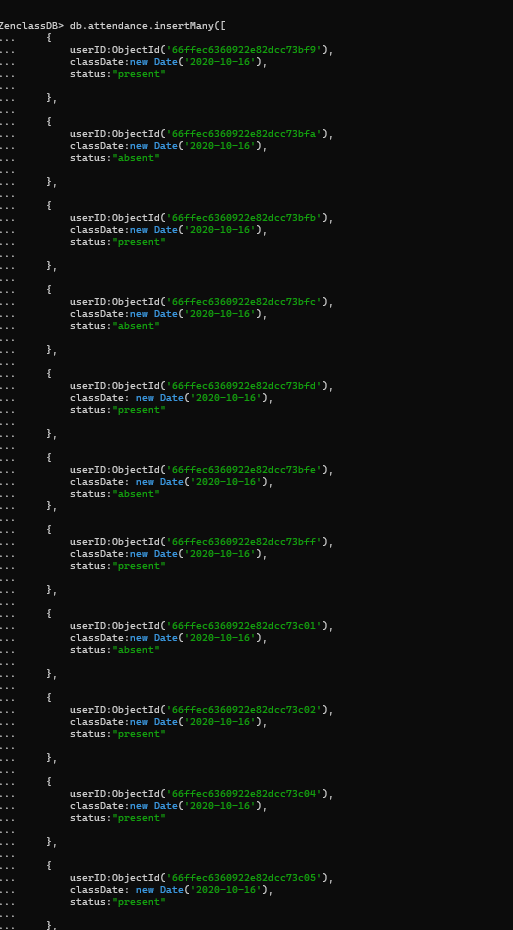 ZenclassDB> db.attendance.insertMany([
...     {
        userID:ObjectId('66ffec6360922e82dcc73bf9'),
...         classDate:new Date('2020-10-16'),
...         status:"present"
...
...     },
...
...     {
        userID:ObjectId('66ffec6360922e82dcc73bfa'),
...         classDate:new Date('2020-10-16'),
...         status:"absent"
...
...     },
...
...     {
        userID:ObjectId('66ffec6360922e82dcc73bfb'),
...         classDate:new Date('2020-10-16'),
...         status:"present"
...
...     },
...
...     {
        userID:ObjectId('66ffec6360922e82dcc73bfc'),
...         classDate:new Date('2020-10-16'),
...         status:"absent"
...
...     },
...
...     {
        userID:ObjectId('66ffec6360922e82dcc73bfd'),
...         classDate: new Date('2020-10-16'),
...         status:"present"
...
...     },
...
...     {
        userID:ObjectId('66ffec6360922e82dcc73bfe'),
...         classDate: new Date('2020-10-16'),
...         status:"absent"
...     },
...
...     {
        userID:ObjectId('66ffec6360922e82dcc73bff'),
...         classDate:new Date('2020-10-16'),
...         status:"present"
...
...     },
...
...     {
        userID:ObjectId('66ffec6360922e82dcc73c01'),
...         classDate:new Date('2020-10-16'),
...         status:"absent"
...
...     },
...
...     {
        userID:ObjectId('66ffec6360922e82dcc73c02'),
...         classDate:new Date('2020-10-16'),
...         status:"present"
...
...     },
...
...     {
        userID:ObjectId('66ffec6360922e82dcc73c04'),
...         classDate:new Date('2020-10-16'),
...         status:"present"
...
...     },
...
...     {
        userID:ObjectId('66ffec6360922e82dcc73c05'),
...         classDate: new Date('2020-10-16'),
...         status:"present"
...
...     },